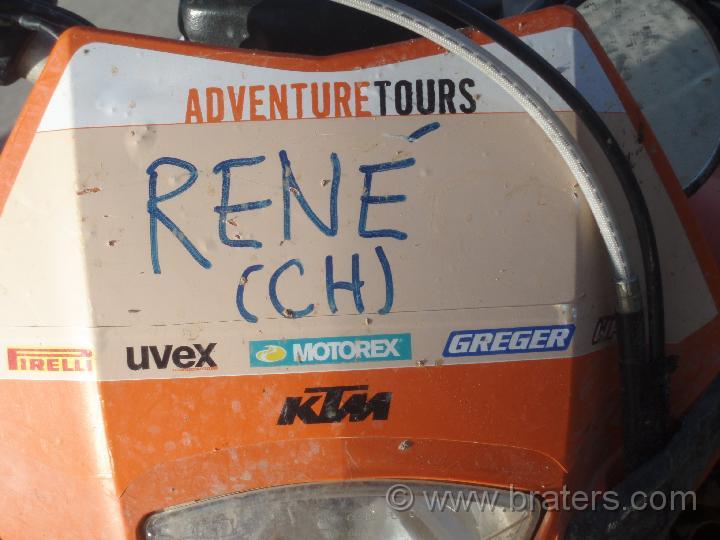 ADVENTURETOURS
RENÉ
(CH)
PIRELLI uvex MOTOREX GREGER
KTM
© www.braters.com